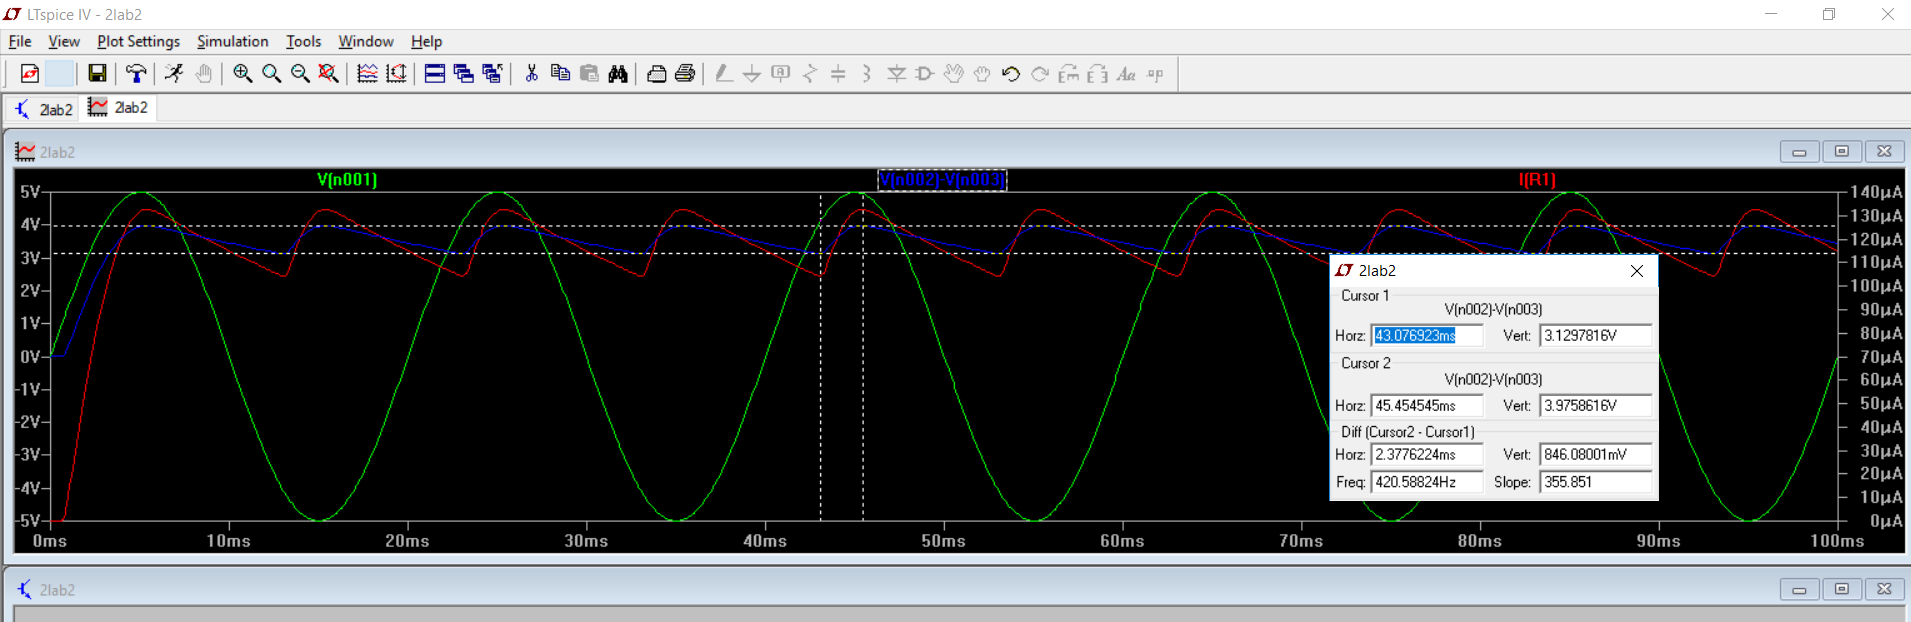 LTspice IV - 2lab2
File View Plot Settings Simulation Tools Window Help
2lab2 2lab2
2lab2
V(n001) V(n002)-V(n003) I(R1)
5V 140µA
4V 130µA
120µA
3V 110µA
2V 100µA
1V 90µA
80µA
0V 70µA
-1V 60µA
50µA
-2V 40µA
-3V 30µA
20µA
-4V 10µA
-5V 0µA
0ms 10ms 20ms 30ms 40ms 50ms 60ms 70ms 80ms 90ms 100ms
2lab2
Cursor 1
V(n002)-V(n003)
Horz: 43.076923ms Vert: 3.1297816V
Cursor 2
V(n002)-V(n003)
Horz: 45.454545ms Vert: 3.9758616V
Diff (Cursor2 - Cursor1)
Horz: 2.3776224ms Vert: 846.08001mV
Freq: 420.58824Hz Slope: 355.851
2lab2